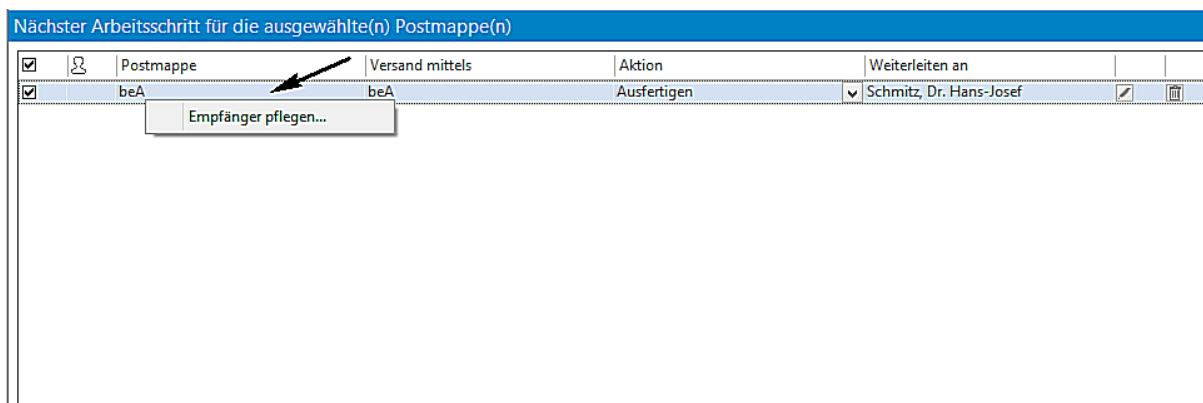 Nächster Arbeitsschritt für die ausgewählte(n) Postmappe(n)
Postmappe Versand mittels Aktion Weiterleiten an
beA beA Ausfertigen Schmitz, Dr. Hans-Josef
Empfänger pflegen...